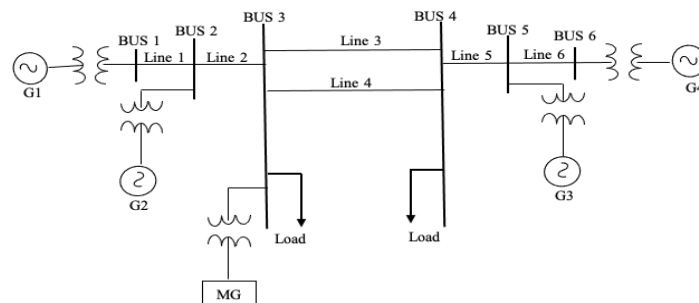 BUS 3
BUS 4
BUS 2
BUS 5
BUS 1
BUS 6
Line 3
Line 1
Line 2
Line 5
Line 6
G1
G4
Line 4
G2
G3
Load
Load
MG